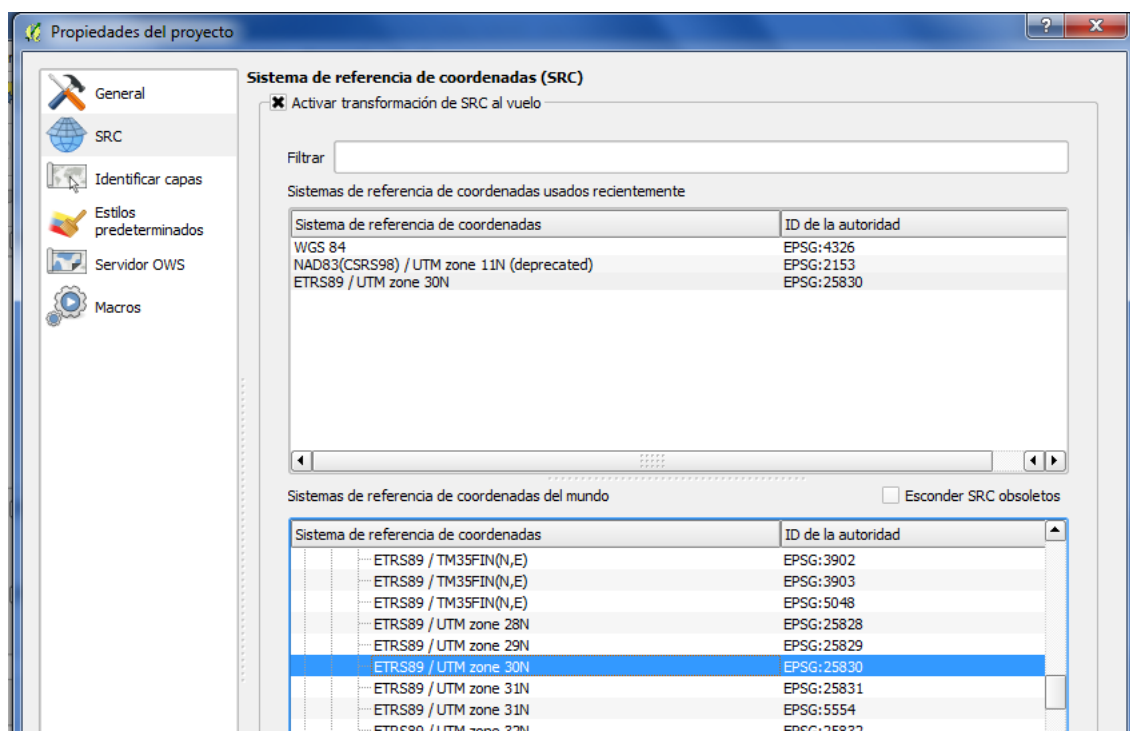 Propiedades del proyecto
General
SRC
Identificar capas
Estilos
predeterminados
Servidor OWS
Macros
Sistema de referencia de coordenadas (SRC)
Activar transformación de SRC al vuelo
Filtrar
Sistemas de referencia de coordenadas usados recientemente
Sistema de referencia de coordenadas ID de la autoridad
WGS 84 EPSG:4326
NAD83(CSRS98) / UTM zone 11N (deprecated) EPSG:2153
ETRS89 / UTM zone 30N EPSG:25830
Sistemas de referencia de coordenadas del mundo Esconder SRC obsoletos
Sistema de referencia de coordenadas ID de la autoridad
ETRS89 / TM35FIN(N,E) EPSG:3902
ETRS89 / TM35FIN(N,E) EPSG:3903
ETRS89 / TM35FIN(N,E) EPSG:5048
ETRS89 / UTM zone 28N EPSG:25828
ETRS89 / UTM zone 29N EPSG:25829
ETRS89 / UTM zone 30N EPSG:25830
ETRS89 / UTM zone 31N EPSG:25831
ETRS89 / UTM zone 31N EPSG:5554
ETRS89 / UTM zone 32N EPSG:25832